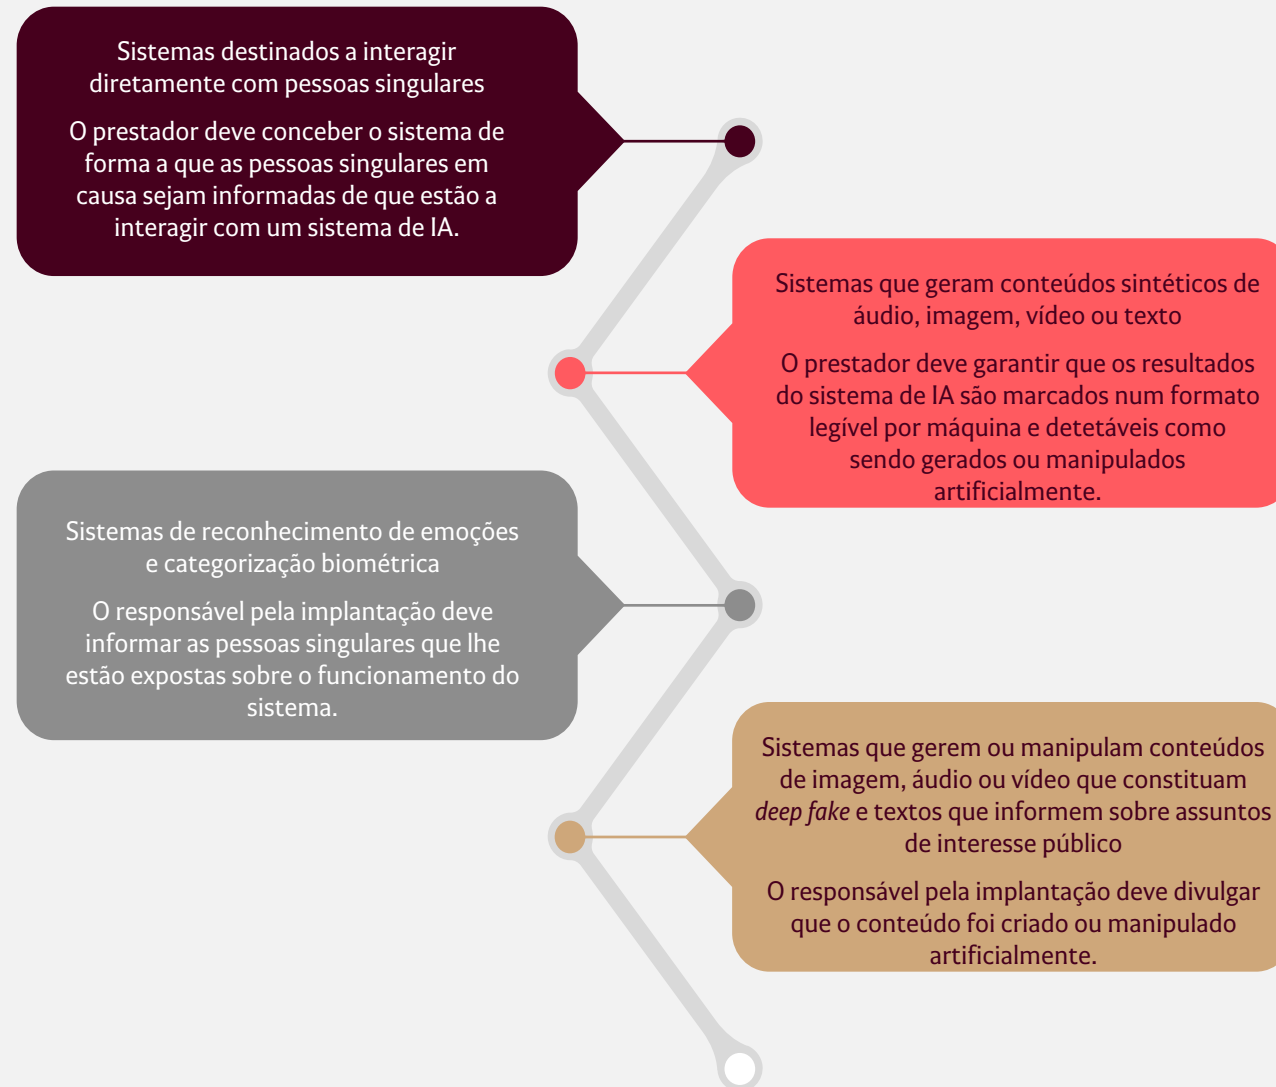 Sistemas destinados a interagir
diretamente com pessoas singulares
O prestador deve conceber o sistema de
forma a que as pessoas singulares em
causa sejam informadas de que estão a
interagir com um sistema de IA.
Sistemas que geram conteúdos sintéticos de
áudio, imagem, vídeo ou texto
O prestador deve garantir que os resultados
do sistema de IA são marcados num formato
legível por máquina e detetáveis como
sendo gerados ou manipulados
artificialmente.
Sistemas de reconhecimento de emoções
e categorização biométrica
O responsável pela implantação deve
informar as pessoas singulares que lhe
estão expostas sobre o funcionamento do
sistema.
Sistemas que gerem ou manipulam conteúdos
de imagem, áudio ou vídeo que constituam
deep fake e textos que informem sobre assuntos
de interesse público
O responsável pela implantação deve divulgar
que o conteúdo foi criado ou manipulado
artificialmente.